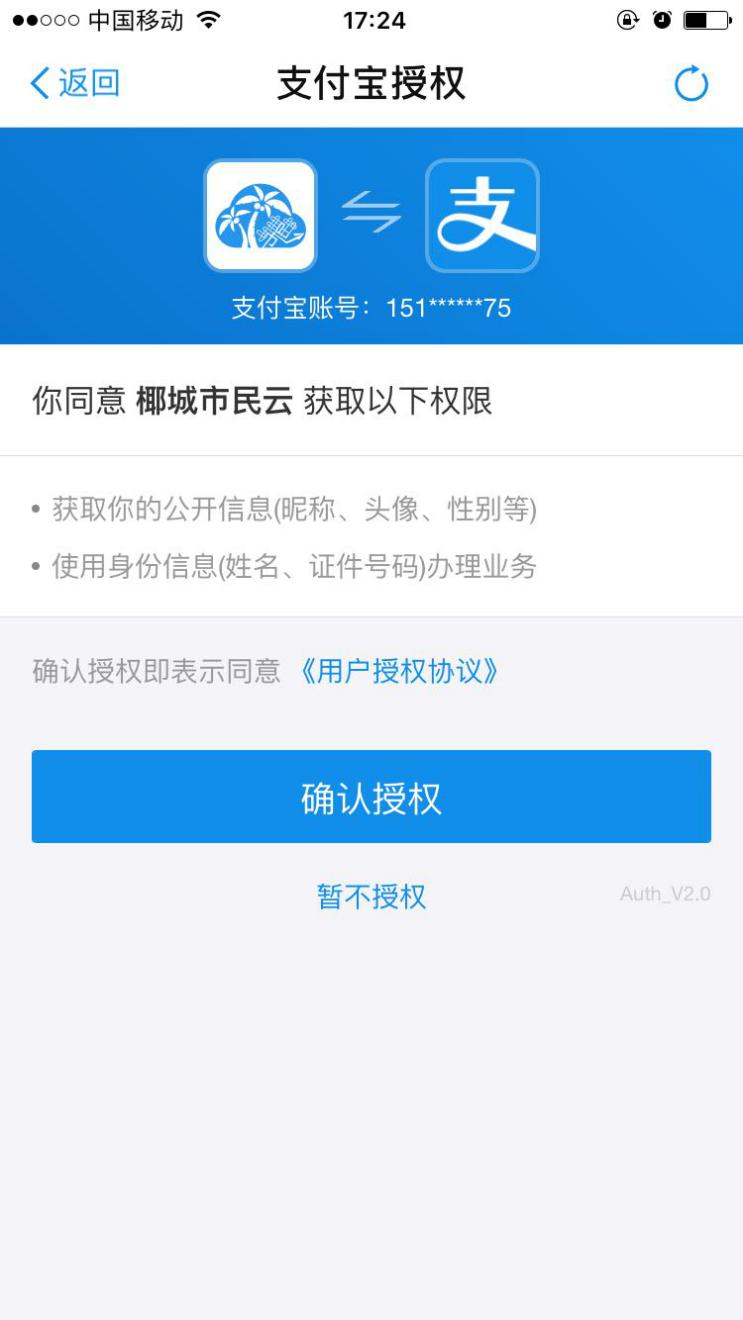 中国移动 17:24
返回 支付宝授权
支付宝账号：151******75
你同意 椰城市民云 获取以下权限
• 获取你的公开信息(昵称、头像、性别等)
• 使用身份信息(姓名、证件号码)办理业务
确认授权即表示同意 《用户授权协议》
确认授权
暂不授权 Auth_V2.0